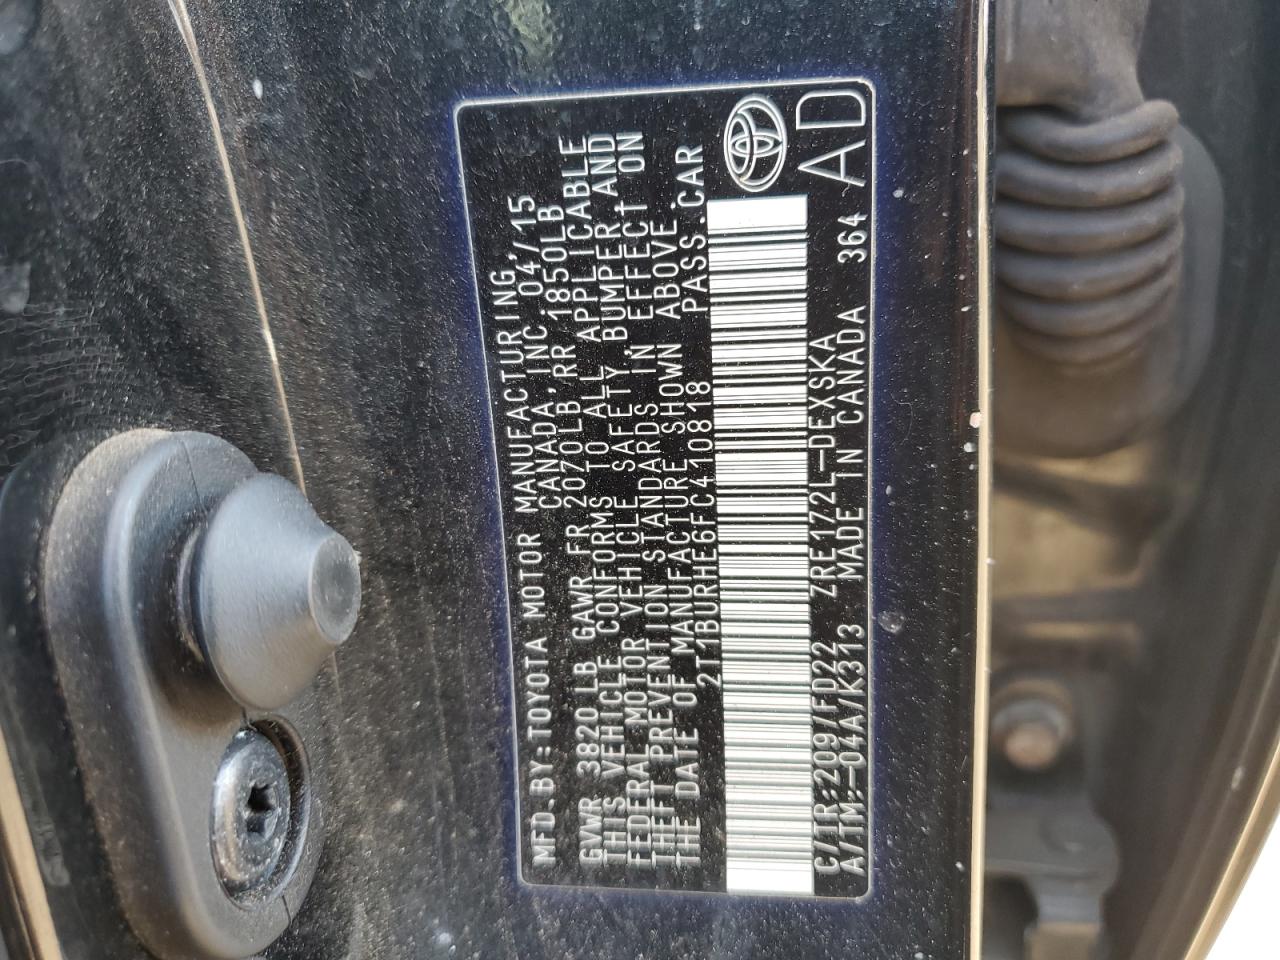 MFD.BY:TOYOTA MOTOR MANUFACTURING,
CANADA,INC. 04/15
GVWR 3820 LB GAWR FR 2070LB,RR 1850LB
THIS VEHICLE CONFORMS TO ALL APPLICABLE
FEDERAL MOTOR VEHICLE SAFETY, BUMPER, AND
THEFT PREVENTION STANDARDS IN EFFECT ON
THE DATE OF MANUFACTURE SHOWN ABOVE.
2T1BURHE6FC410818 PASS.CAR
C/TR:209/FD22 ZRE172L-DEXSKA
A/TM:-04A/K313 MADE IN CANADA 364
AD